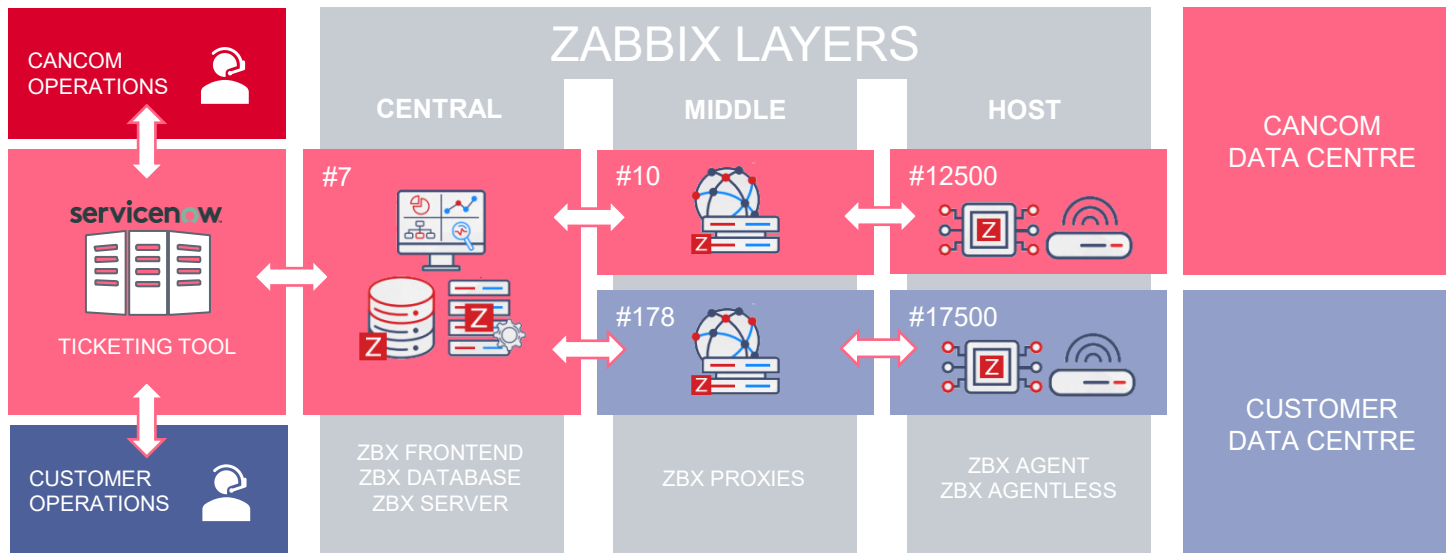 ZABBIX LAYERS
CANCOM
OPERATIONS
CENTRAL
MIDDLE
HOST
CANCOM
DATA CENTRE
servicenow.
TICKETING TOOL
#7
Z
Z
#10
Z
#12500
Z
#178
Z
#17500
Z
CUSTOMER
OPERATIONS
ZBX FRONTEND
ZBX DATABASE
ZBX SERVER
ZBX PROXIES
ZBX AGENT
ZBX AGENTLESS
CUSTOMER
DATA CENTRE